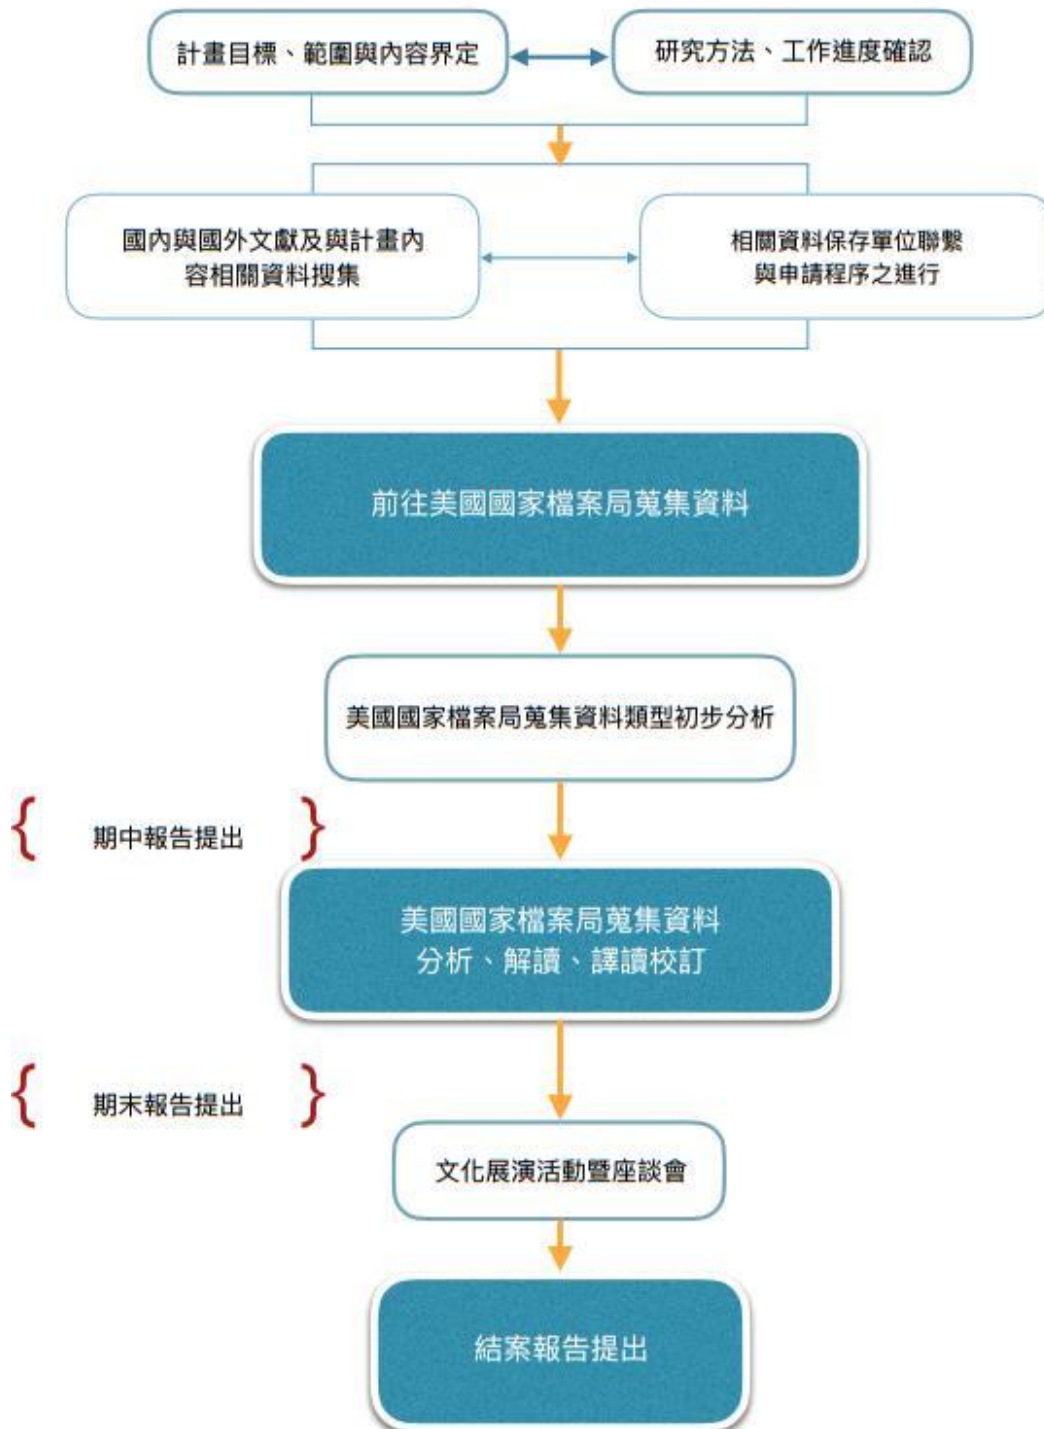 計畫目標、範圍與內容界定
研究方法、工作進度確認
國內與國外文獻及與計畫內
容相關資料搜集
相關資料保存單位聯繫
與申請程序之進行
前往美國國家檔案局蒐集資料
美國國家檔案局蒐集資料類型初步分析
{ 期中報告提出 }
美國國家檔案局蒐集資料
分析、解讀、譯讀校訂
{ 期末報告提出 }
文化展演活動暨座談會
結案報告提出